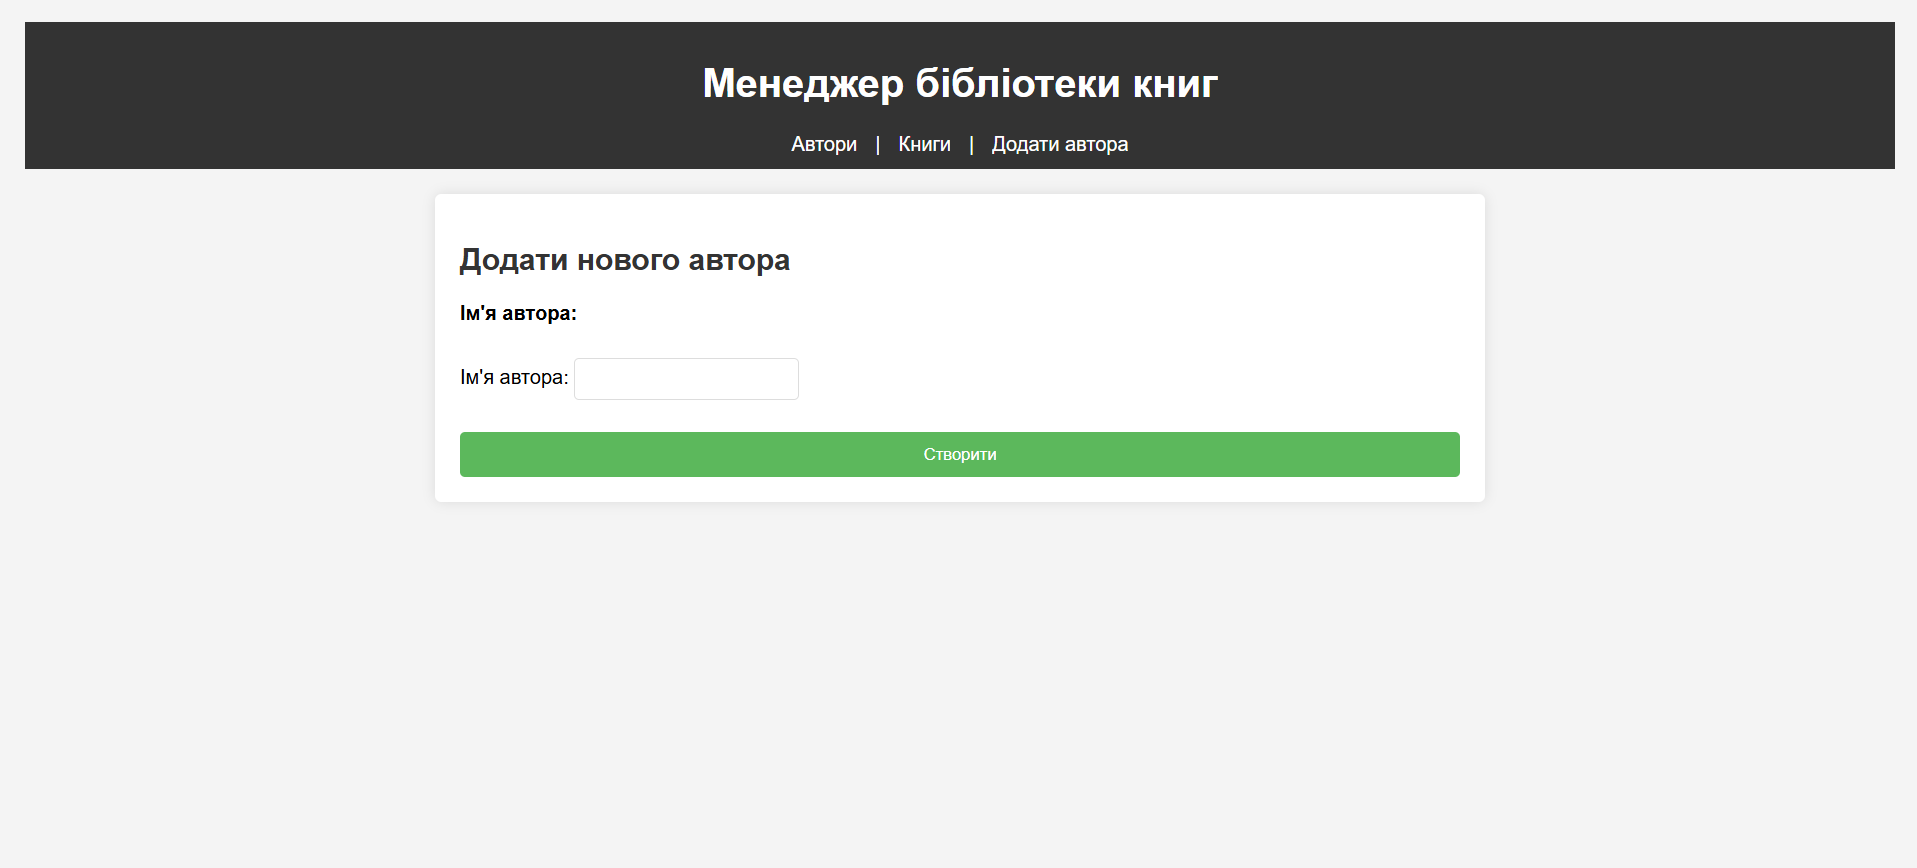 Менеджер бібліотеки книг
Автори | Книги | Додати автора
Додати нового автора
Ім'я автора:
Ім'я автора:
Створити